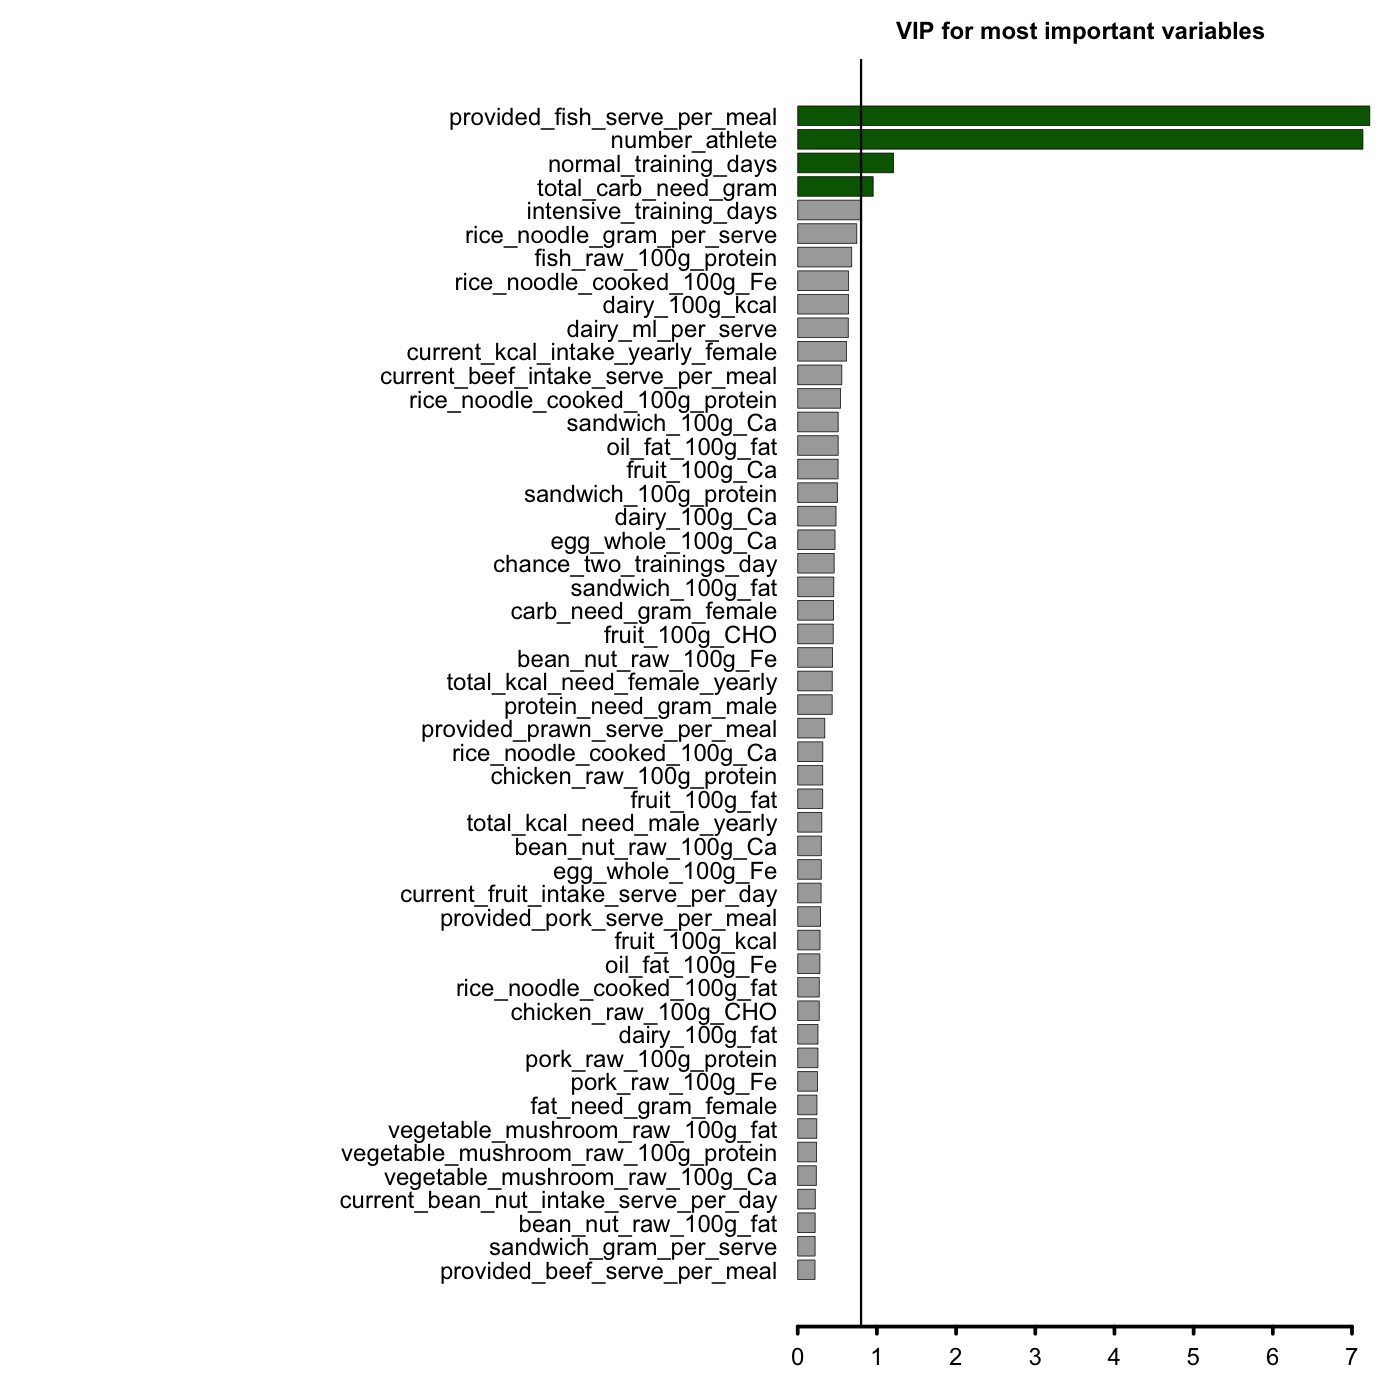 VIP for most important variables
provided_fish_serve_per_meal
number_athlete
normal_training_days
total_carb_need_gram
intensive_training_days
rice_noodle_gram_per_serve
fish_raw_100g_protein
rice_noodle_cooked_100g_Fe
dairy_100g_kcal
dairy_ml_per_serve
current_kcal_intake_yearly_female
current_beef_intake_serve_per_meal
rice_noodle_cooked_100g_protein
sandwich_100g_Ca
oil_fat_100g_fat
fruit_100g_Ca
sandwich_100g_protein
dairy_100g_Ca
egg_whole_100g_Ca
chance_two_trainings_day
sandwich_100g_fat
carb_need_gram_female
fruit_100g_CHO
bean_nut_raw_100g_Fe
total_kcal_need_female_yearly
protein_need_gram_male
provided_prawn_serve_per_meal
rice_noodle_cooked_100g_Ca
chicken_raw_100g_protein
fruit_100g_fat
total_kcal_need_male_yearly
bean_nut_raw_100g_Ca
egg_whole_100g_Fe
current_fruit_intake_serve_per_day
provided_pork_serve_per_meal
fruit_100g_kcal
oil_fat_100g_Fe
rice_noodle_cooked_100g_fat
chicken_raw_100g_CHO
dairy_100g_fat
pork_raw_100g_protein
pork_raw_100g_Fe
fat_need_gram_female
vegetable_mushroom_raw_100g_fat
vegetable_mushroom_raw_100g_protein
vegetable_mushroom_raw_100g_Ca
current_bean_nut_intake_serve_per_day
bean_nut_raw_100g_fat
sandwich_gram_per_serve
provided_beef_serve_per_meal
0 1 2 3 4 5 6 7